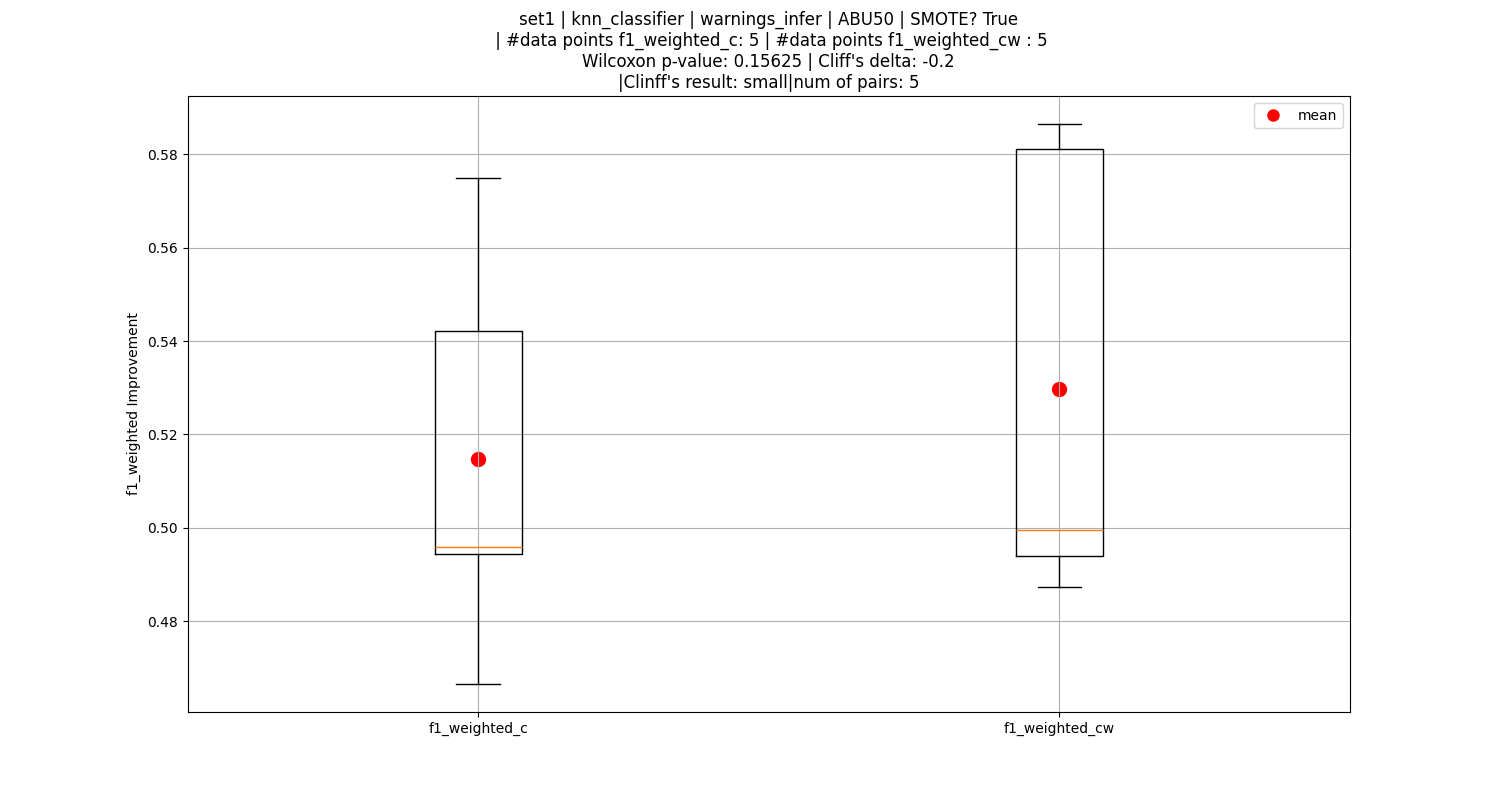 set1 | knn_classifier | warnings_infer | ABU50 | SMOTE? True
| #data points f1_weighted_c: 5 | #data points f1_weighted_cw : 5
Wilcoxon p-value: 0.15625 | Cliff's delta: -0.2
|Clinff's result: small|num of pairs: 5
mean
0.58
0.56
0.54
0.52
0.50
0.48
f1_weighted Improvement
f1_weighted_c
f1_weighted_cw